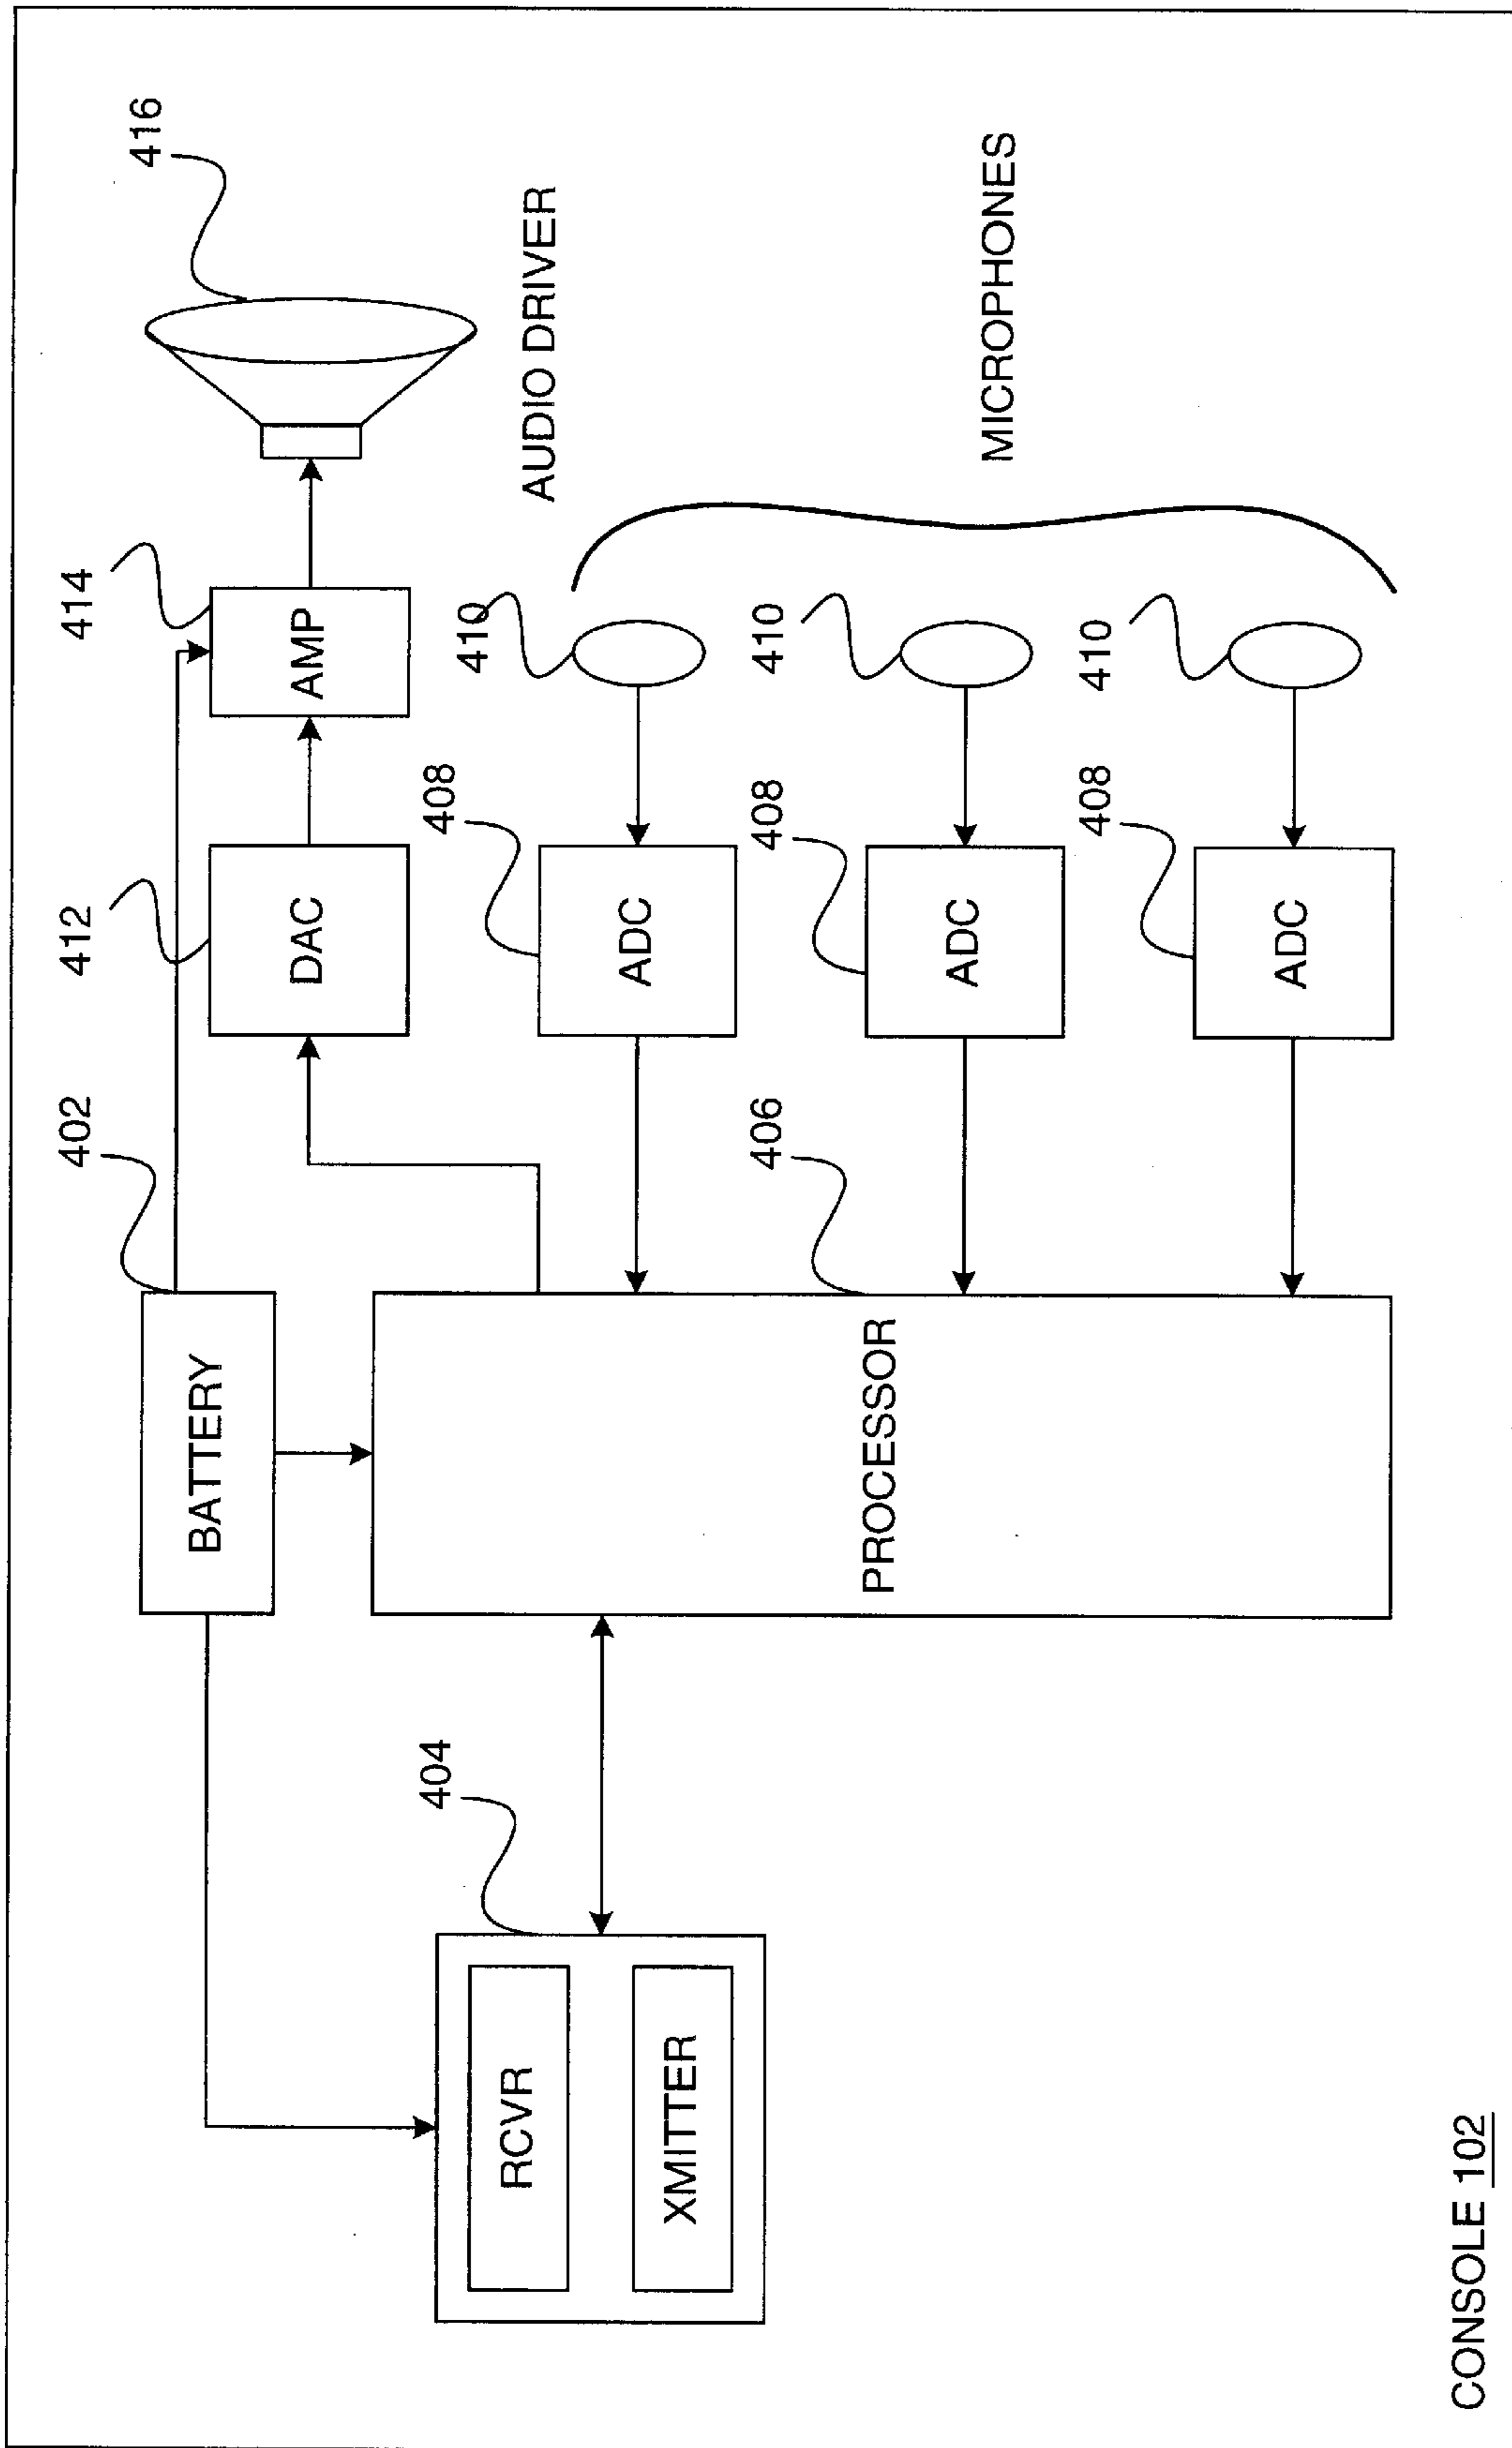 402
412
414
416
BATTERY
DAC
AMP
AUDIO DRIVER
404
408
410
ADC
RCVR
XMITTER
406
408
410
PROCESSOR
ADC
MICROPHONES
408
410
ADC
CONSOLE 102